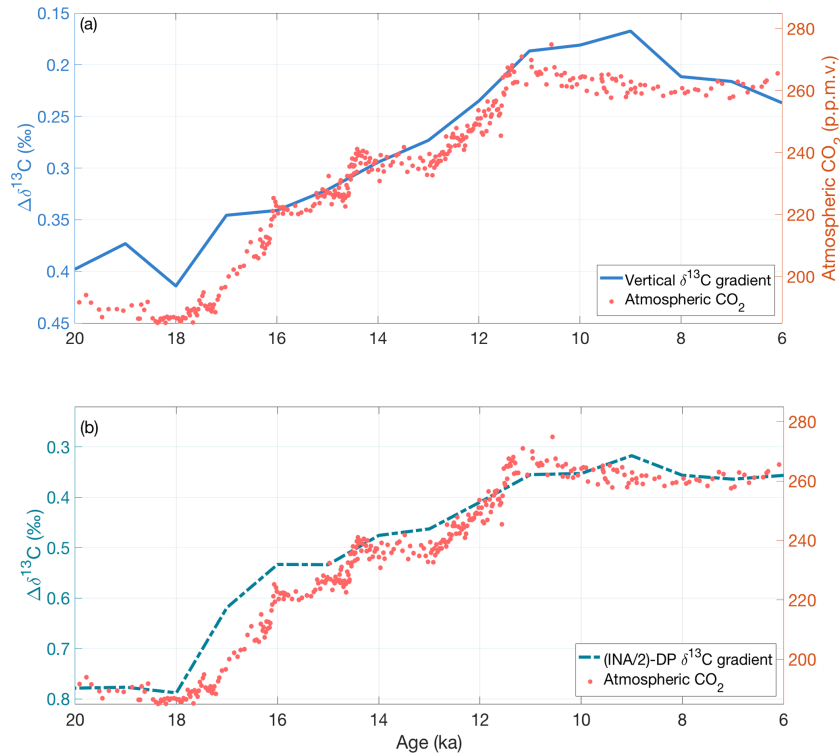 (a)
0.15
0.2
0.25
0.3
0.35
0.4
0.45
Δδ¹³C (‰)
280
260
240
220
200
Atmospheric CO₂ (p.p.m.v.)
Vertical δ¹³C gradient
Atmospheric CO₂
20 18 16 14 12 10 8 6
(b)
0.3
0.4
0.5
0.6
0.7
0.8
Δδ¹³C (‰)
280
260
240
220
200
(INA/2)-DP δ¹³C gradient
Atmospheric CO₂
20 18 16 14 12 10 8 6
Age (ka)